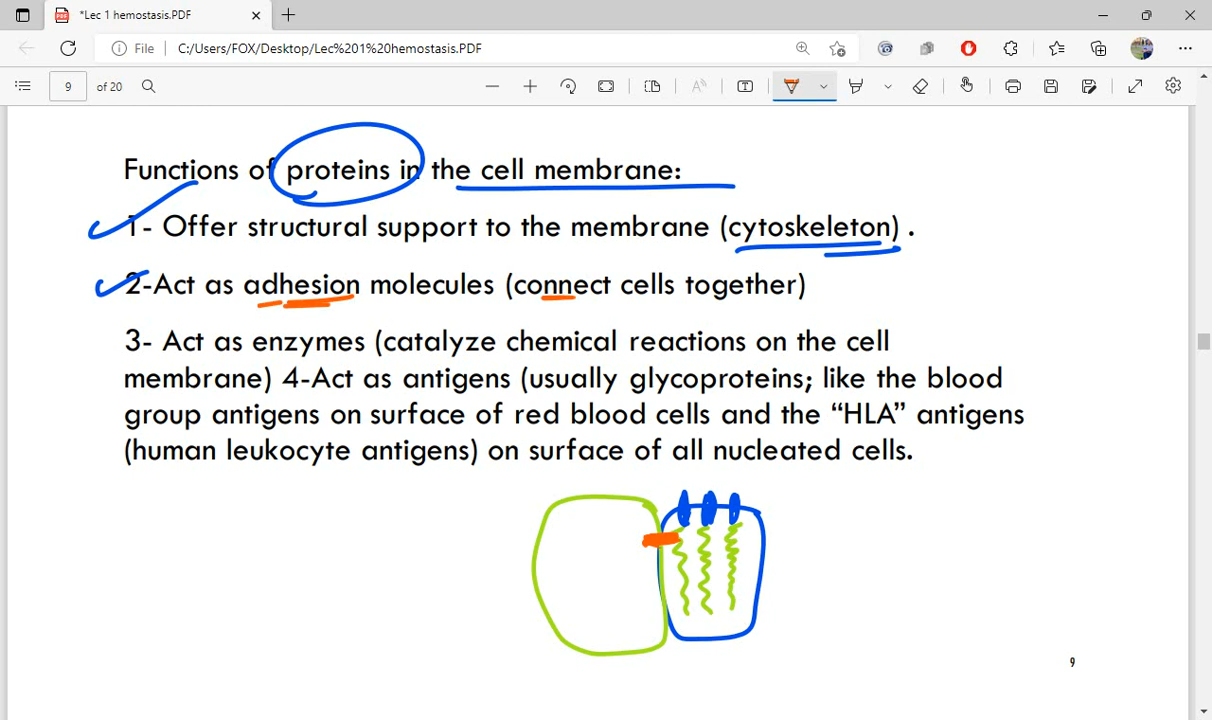 *Lec 1 hemostasis.PDF
File C:/Users/FOX/Desktop/Lec%201%20hemostasis.PDF
9 of 20
Functions of proteins in the cell membrane:
1- Offer structural support to the membrane (cytoskeleton) .
2-Act as adhesion molecules (connect cells together)
3- Act as enzymes (catalyze chemical reactions on the cell
membrane) 4-Act as antigens (usually glycoproteins; like the blood
group antigens on surface of red blood cells and the “HLA” antigens
(human leukocyte antigens) on surface of all nucleated cells.
9